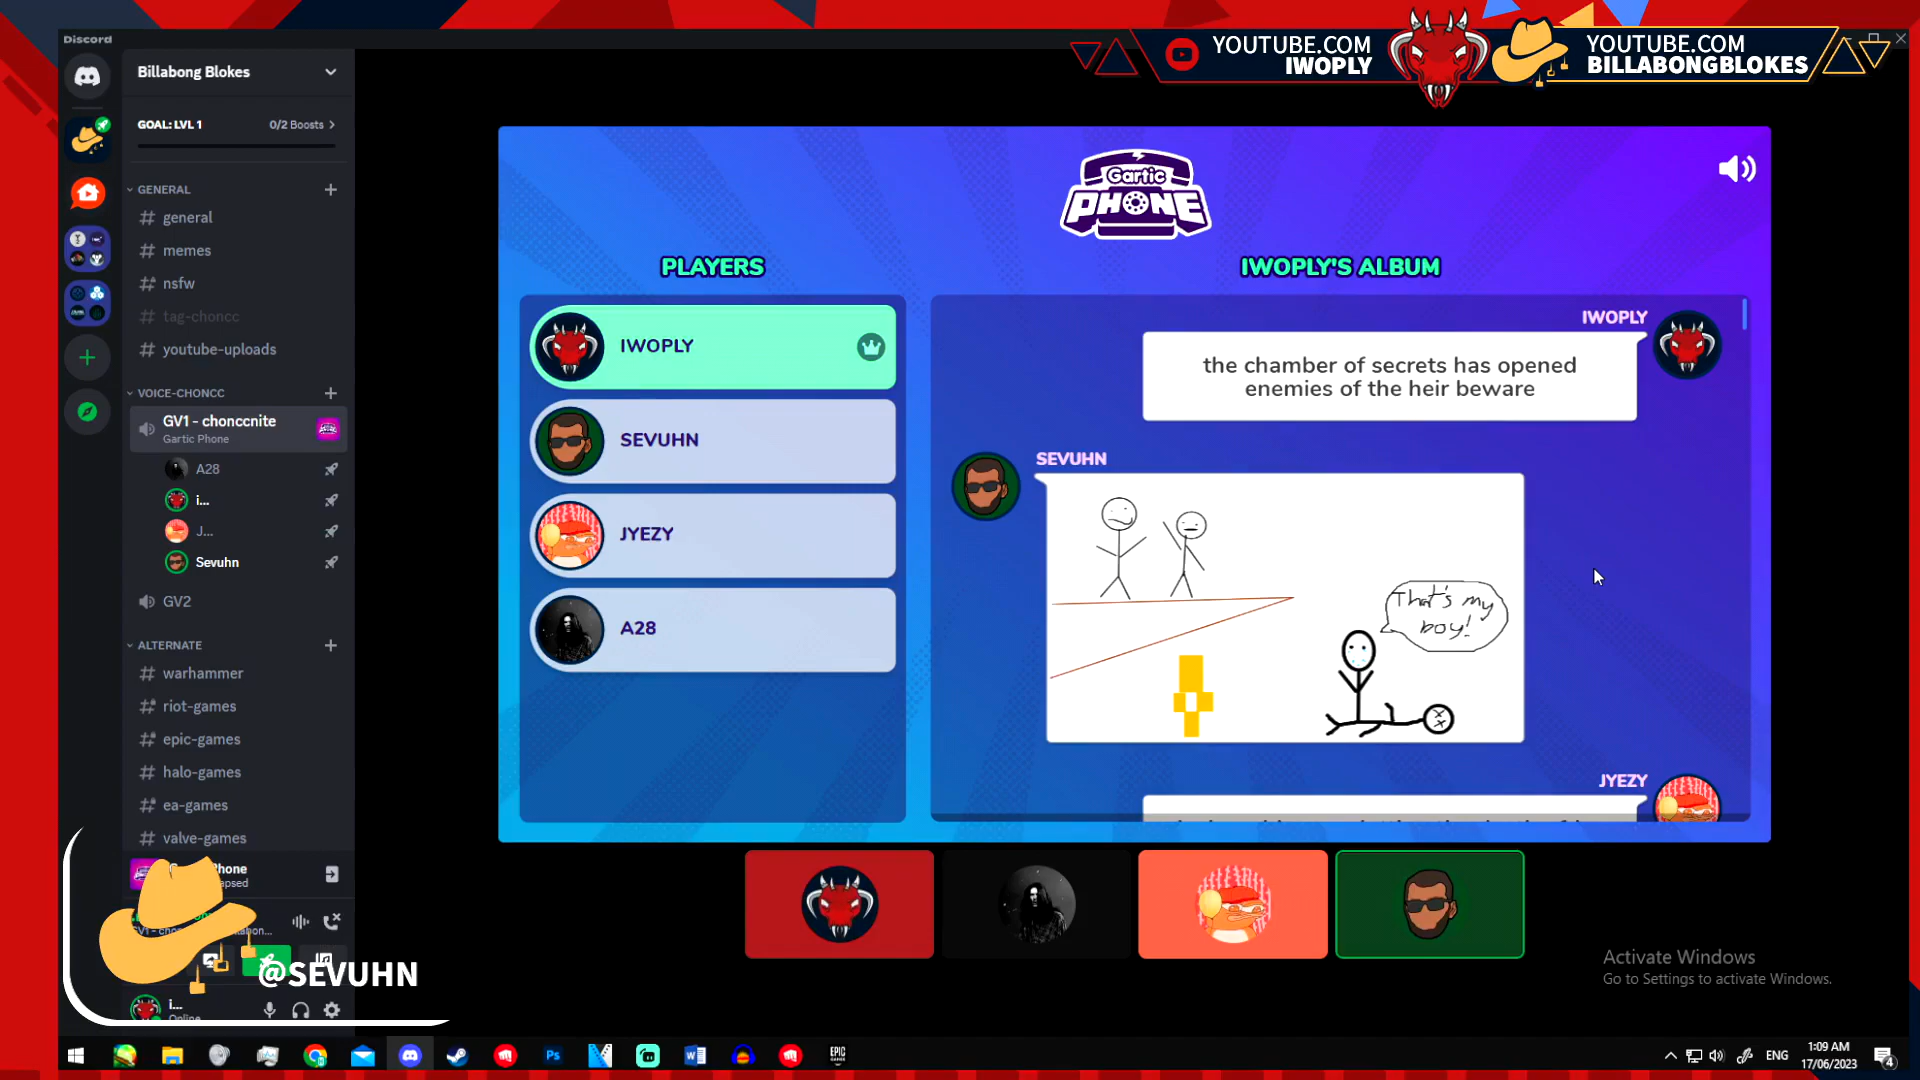 Discord
YOUTUBE.COM
IWOPLY
YOUTUBE.COM
BILLABONGBLOKES
Billabong Blokes
GOAL: LVL 1
0/2 Boosts
GENERAL
general
memes
nsfw
tag-choncc
youtube-uploads
VOICE-CHONCC
GV1 - chonccnite
Gartic Phone
A28
i...
J...
Sevuhn
GV2
ALTERNATE
warhammer
riot-games
epic-games
halo-games
ea-games
valve-games
@SEVUHN
i...
Online
Gartic
PHONE
PLAYERS
IWOPLY
SEVUHN
JYEZY
A28
IWOPLY'S ALBUM
IWOPLY
the chamber of secrets has opened
enemies of the heir beware
SEVUHN
That's my
boy!
JYEZY
Activate Windows
Go to Settings to activate Windows.
Ps
EPIC
ENG
1:09 AM
17/06/2023
4